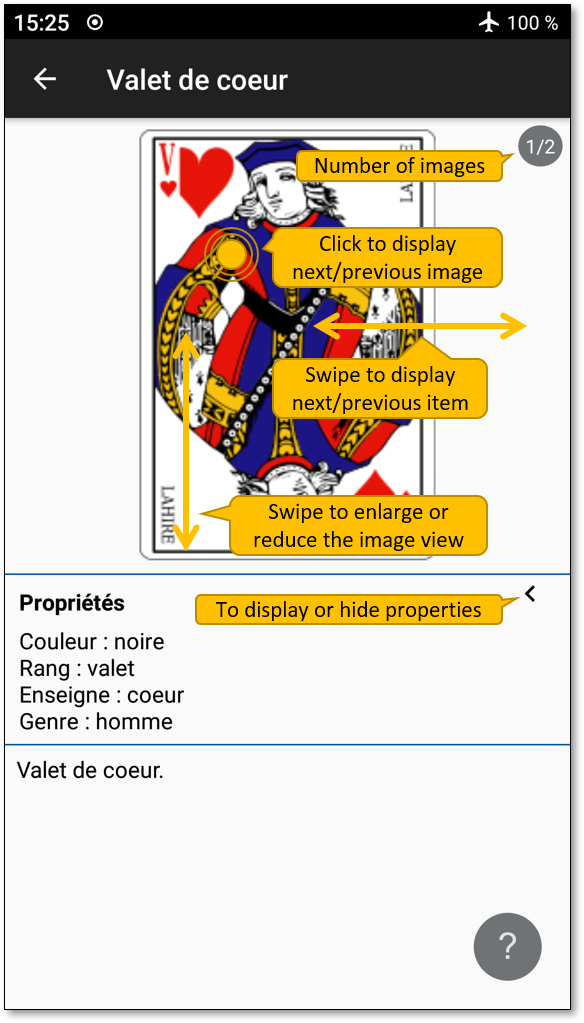 15:25 100 %
Valet de coeur
1/2
V
LA
Number of images
Click to display
next/previous image
Swipe to display
next/previous item
LAHIRE
Swipe to enlarge or
reduce the image view
Propriétés
To display or hide properties
Couleur : noire
Rang : valet
Enseigne : coeur
Genre : homme
Valet de coeur.
?